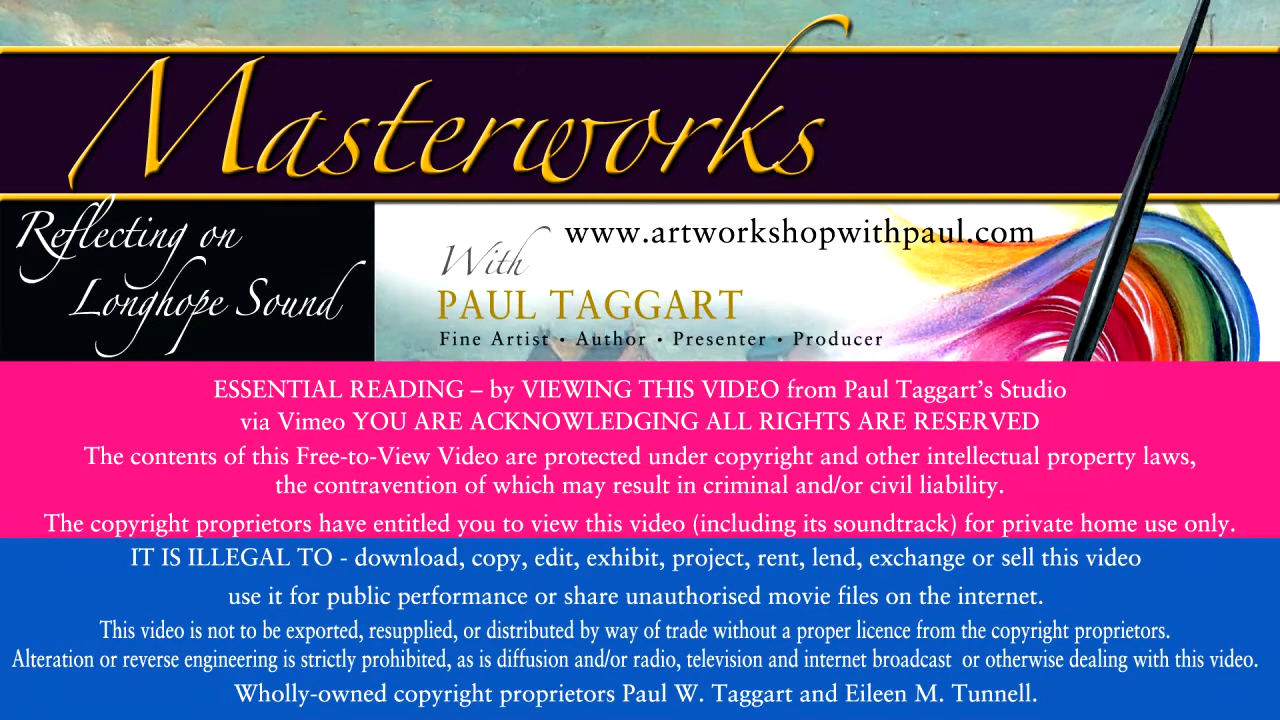 Masterworks
Reflecting on
Longhope Sound
www.artworkshopwithpaul.com
With
PAUL TAGGART
Fine Artist • Author • Presenter • Producer
ESSENTIAL READING – by VIEWING THIS VIDEO from Paul Taggart’s Studio
via Vimeo YOU ARE ACKNOWLEDGING ALL RIGHTS ARE RESERVED
The contents of this Free-to-View Video are protected under copyright and other intellectual property laws,
the contravention of which may result in criminal and/or civil liability.
The copyright proprietors have entitled you to view this video (including its soundtrack) for private home use only.
IT IS ILLEGAL TO - download, copy, edit, exhibit, project, rent, lend, exchange or sell this video
use it for public performance or share unauthorised movie files on the internet.
This video is not to be exported, resupplied, or distributed by way of trade without a proper licence from the copyright proprietors.
Alteration or reverse engineering is strictly prohibited, as is diffusion and/or radio, television and internet broadcast or otherwise dealing with this video.
Wholly-owned copyright proprietors Paul W. Taggart and Eileen M. Tunnell.